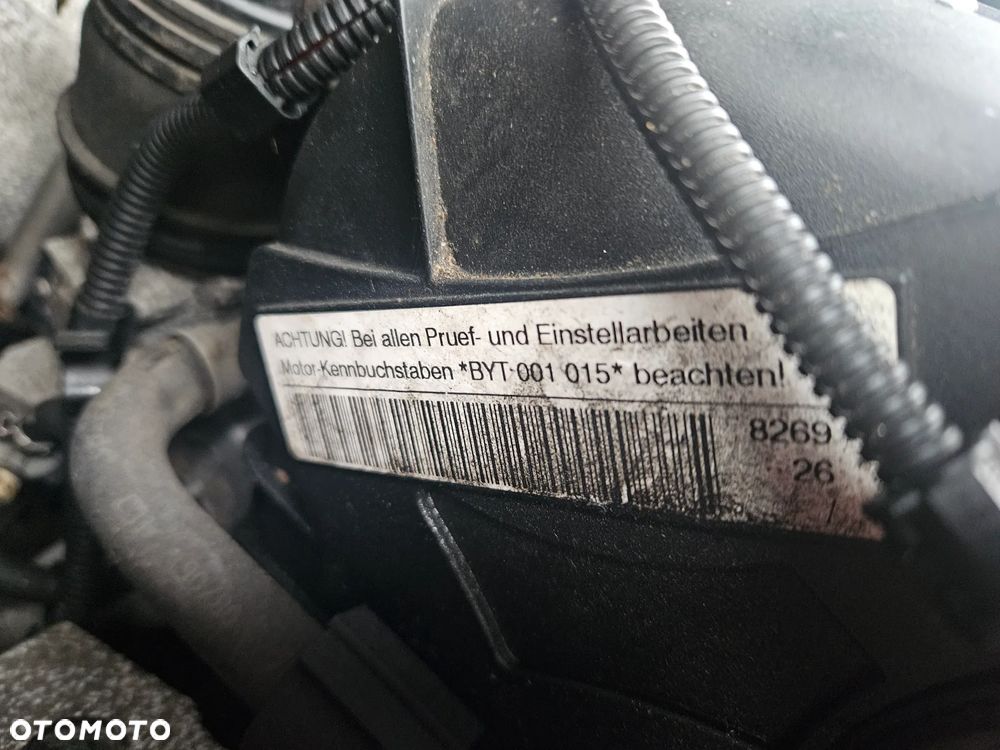 ACHTUNG! Bei allen Pruef- und Einstellarbeiten
Motor-Kennbuchstaben *BYT 001 015* beachten!
8269
26
OTOMOTO